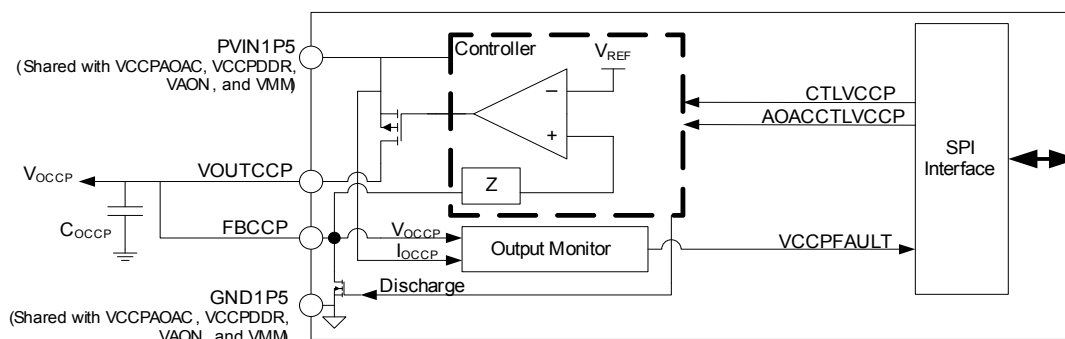 PVIN1P5
(Shared with VCCPAOAC, VCCPDDR,
VAON, and VMM)
Controller
VREF
CTLVCCP
AOACCTLVCCP
SPI
Interface
VOCCP
VOUTCCP
Z
COCCP
FBCCP
VOCCP
IOCCP
Output Monitor
VCCPFAULT
Discharge
GND1P5
(Shared with VCCPAOAC, VCCPDDR,
VAON, and VMM)